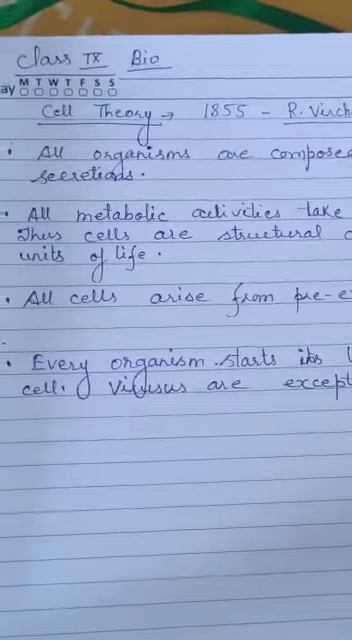 Class IX Bio
ay M T W T F S S
Cell Theory → 1855 - R. Virch
• All organisms are compose
secretions.
• All metabolic activities take
Thus cells are structural
units of life.
• All cells arise from pre-e
• Every organism starts its
cell. Viruses are except